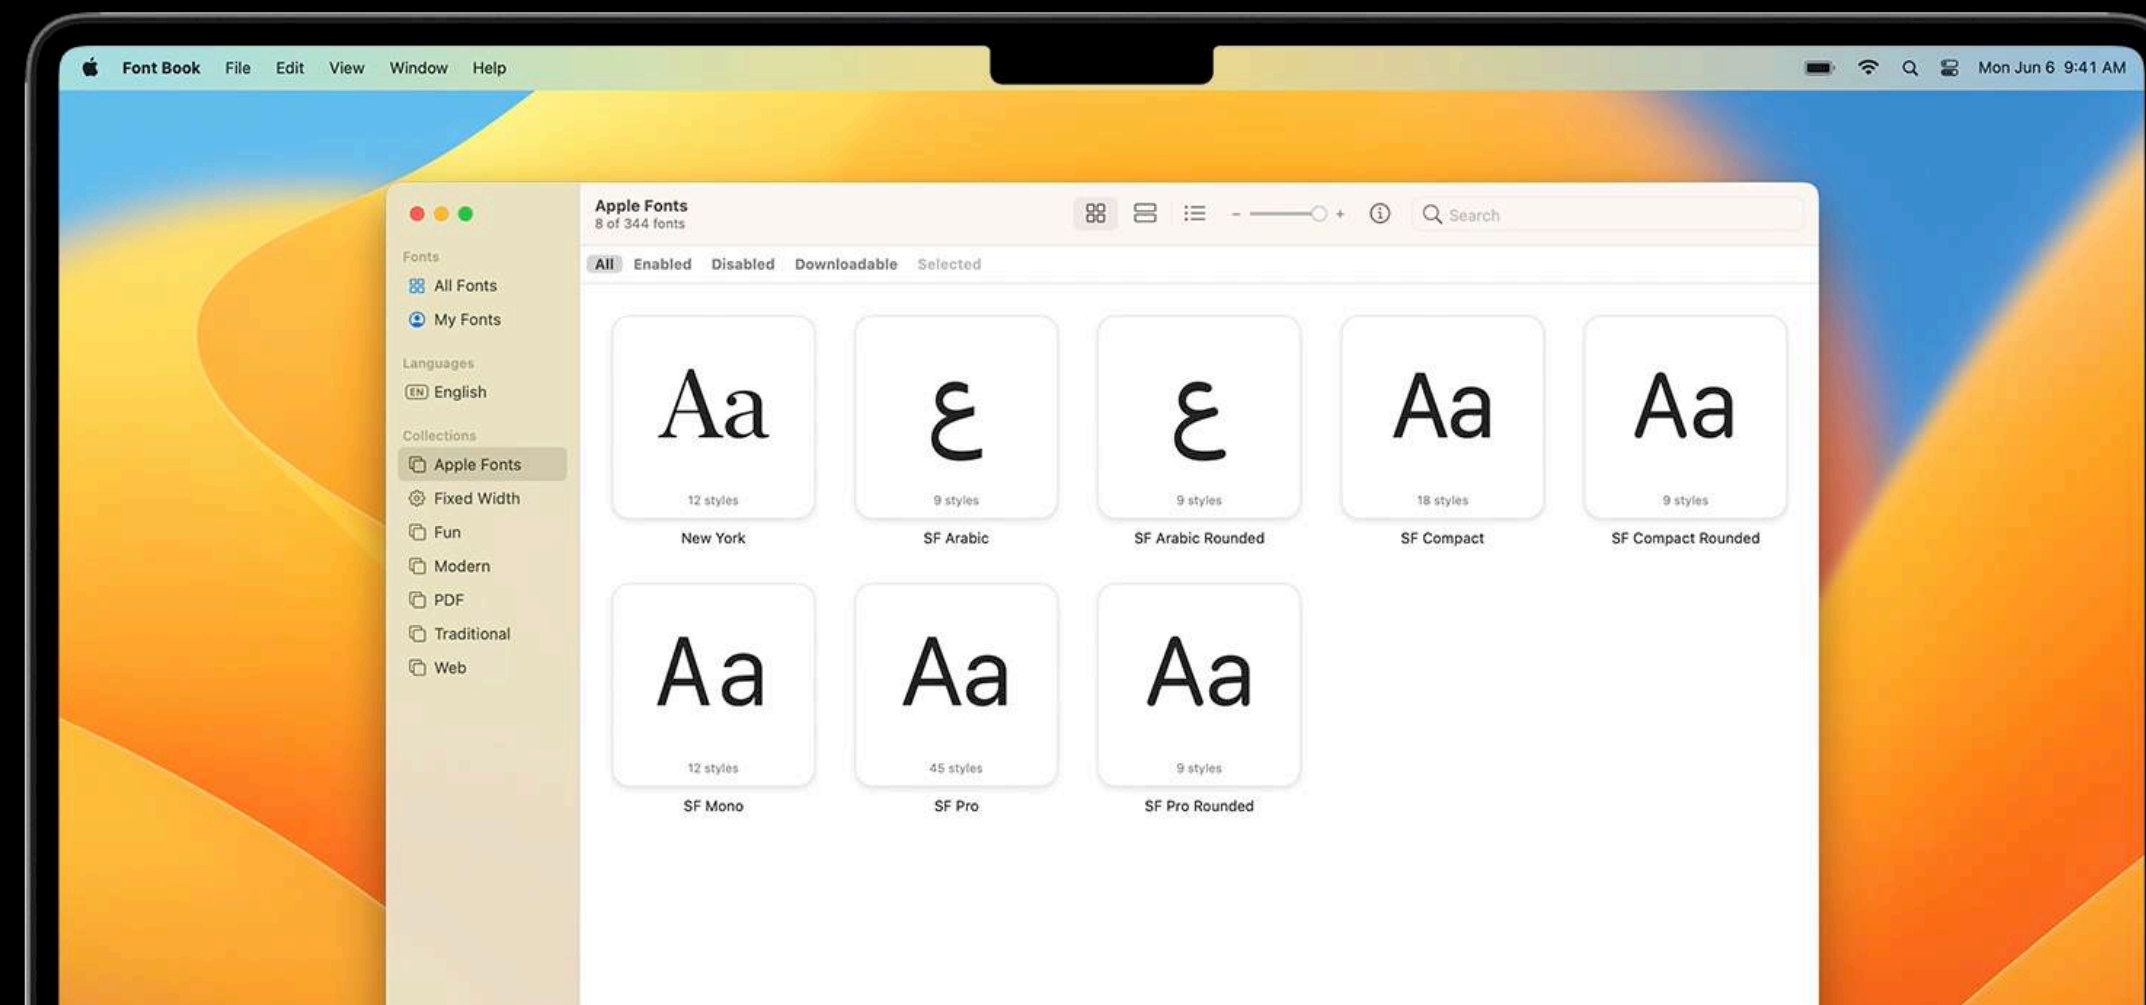 Font Book File Edit View Window Help
Mon Jun 6 9:41 AM
Apple Fonts
8 of 344 fonts
Search
All Enabled Disabled Downloadable Selected
Fonts
All Fonts
My Fonts
Languages
EN English
Collections
Apple Fonts
Fixed Width
Fun
Modern
PDF
Traditional
Web
Aa ع ع Aa Aa
12 styles 9 styles 9 styles 18 styles 9 styles
New York SF Arabic SF Arabic Rounded SF Compact SF Compact Rounded
Aa Aa Aa
12 styles 45 styles 9 styles
SF Mono SF Pro SF Pro Rounded